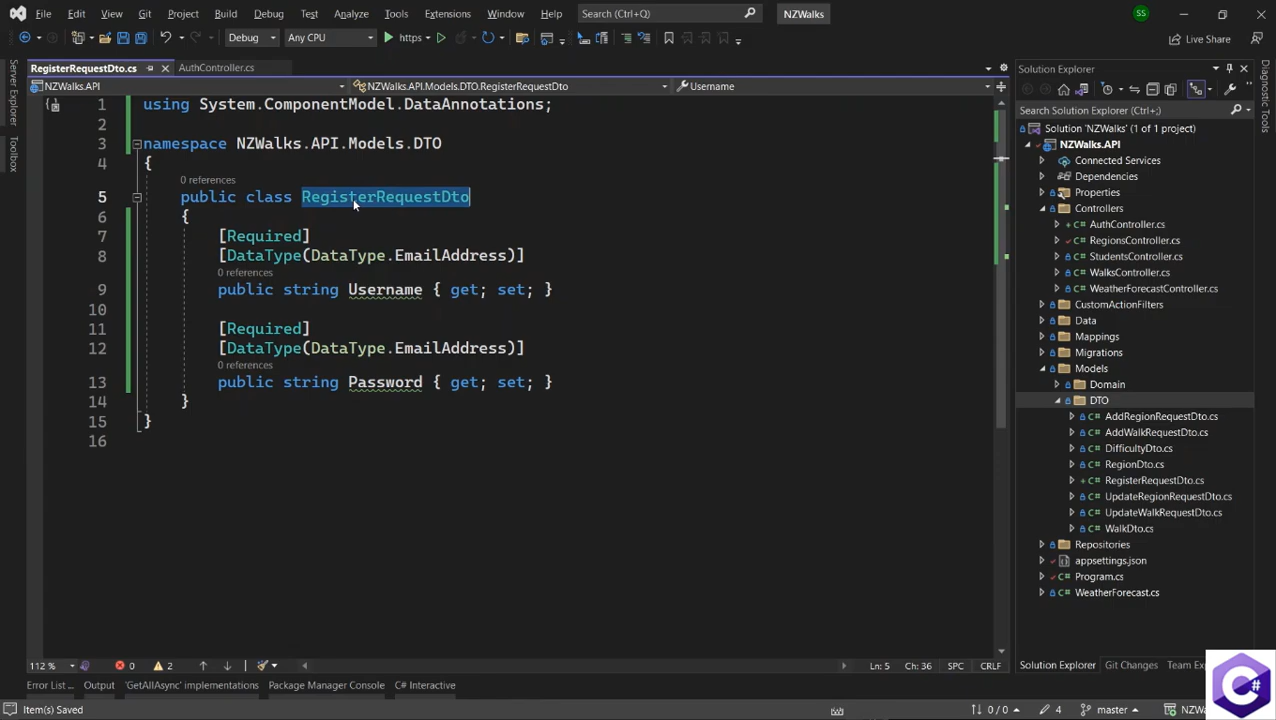 File Edit View Git Project Build Debug Test Analyze Tools Extensions Window Help Search (Ctrl+Q) NZWalks SS
Debug Any CPU https Live Share
Server Explorer
Toolbox
RegisterRequestDto.cs AuthController.cs
NZWalks.API NZWalks.API.Models.DTO.RegisterRequestDto Username
1 using System.ComponentModel.DataAnnotations;
2
3 namespace NZWalks.API.Models.DTO
4 {
0 references
5 public class RegisterRequestDto
6 {
7 [Required]
8 [DataType(DataType.EmailAddress)]
0 references
9 public string Username { get; set; }
10
11 [Required]
12 [DataType(DataType.EmailAddress)]
0 references
13 public string Password { get; set; }
14 }
15 }
16
112 % 0 2 Ln: 5 Ch: 36 SPC CRLF
Error List ... Output 'GetAllAsync' implementations Package Manager Console C# Interactive
Item(s) Saved 0 / 0 4 master NZW
Solution Explorer
Search Solution Explorer (Ctrl+;)
Solution 'NZWalks' (1 of 1 project)
NZWalks.API
Connected Services
Dependencies
Properties
Controllers
C# AuthController.cs
C# RegionsController.cs
C# StudentsController.cs
C# WalksController.cs
C# WeatherForecastController.cs
CustomActionFilters
Data
Mappings
Migrations
Models
Domain
DTO
C# AddRegionRequestDto.cs
C# AddWalkRequestDto.cs
C# DifficultyDto.cs
C# RegionDto.cs
C# RegisterRequestDto.cs
C# UpdateRegionRequestDto.cs
C# UpdateWalkRequestDto.cs
C# WalkDto.cs
Repositories
appsettings.json
C# Program.cs
C# WeatherForecast.cs
Solution Explorer Git Changes Team Ex
C#